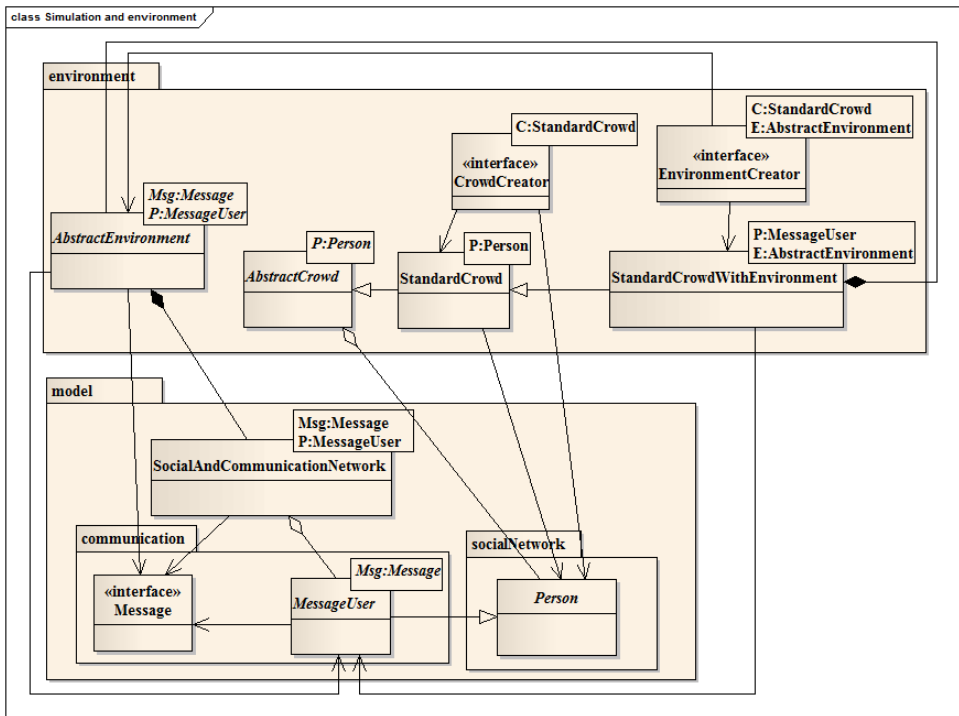 class Simulation and environment
environment
C:StandardCrowd
E:AbstractEnvironment
«interface»
EnvironmentCreator
C:StandardCrowd
«interface»
CrowdCreator
Msg:Message
P:MessageUser
AbstractEnvironment
P:Person
AbstractCrowd
P:Person
StandardCrowd
P:MessageUser
E:AbstractEnvironment
StandardCrowdWithEnvironment
model
Msg:Message
P:MessageUser
SocialAndCommunicationNetwork
communication
«interface»
Message
Msg:Message
MessageUser
socialNetwork
Person